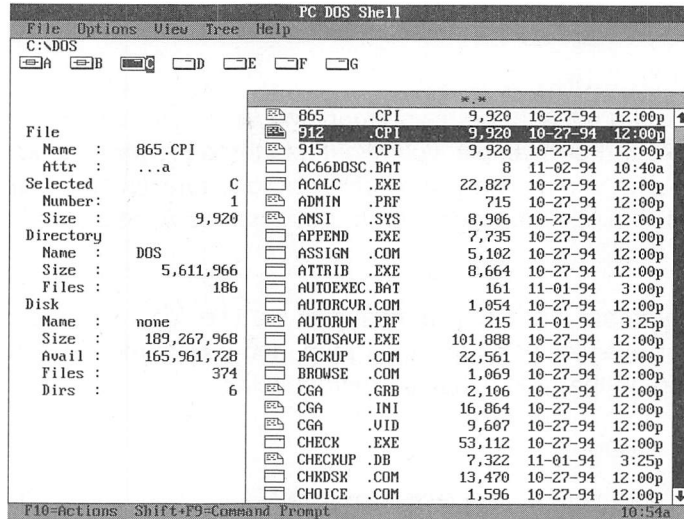 PC DOS Shell
File Options View Tree Help
C:\DOS
A B C D E F G
*.*
File
Name : 865.CPI
Attr : ...a
Selected C
Number: 1
Size : 9,920
Directory
Name : DOS
Size : 5,611,966
Files : 186
Disk
Name : none
Size : 189,267,968
Avail : 165,961,728
Files : 374
Dirs : 6
865 .CPI 9,920 10-27-94 12:00p
912 .CPI 9,920 10-27-94 12:00p
915 .CPI 9,920 10-27-94 12:00p
AC66DOSC.BAT 8 11-02-94 10:40a
ACALC .EXE 22,827 10-27-94 12:00p
ADMIN .PRF 715 10-27-94 12:00p
ANSI .SYS 8,906 10-27-94 12:00p
APPEND .EXE 7,735 10-27-94 12:00p
ASSIGN .COM 5,102 10-27-94 12:00p
ATTRIB .EXE 8,664 10-27-94 12:00p
AUTOEXEC.BAT 161 11-01-94 3:00p
AUTORCVR.COM 1,054 10-27-94 12:00p
AUTORUN .PRF 215 11-01-94 3:25p
AUTOSAVE.EXE 101,888 10-27-94 12:00p
BACKUP .COM 22,561 10-27-94 12:00p
BROWSE .COM 1,069 10-27-94 12:00p
CGA .GRB 2,106 10-27-94 12:00p
CGA .INI 16,864 10-27-94 12:00p
CGA .VID 9,607 10-27-94 12:00p
CHECK .EXE 53,112 10-27-94 12:00p
CHECKUP .DB 7,322 11-01-94 3:25p
CHKDSK .COM 13,470 10-27-94 12:00p
CHOICE .COM 1,596 10-27-94 12:00p
F10=Actions Shift+F9=Command Prompt 10:54a